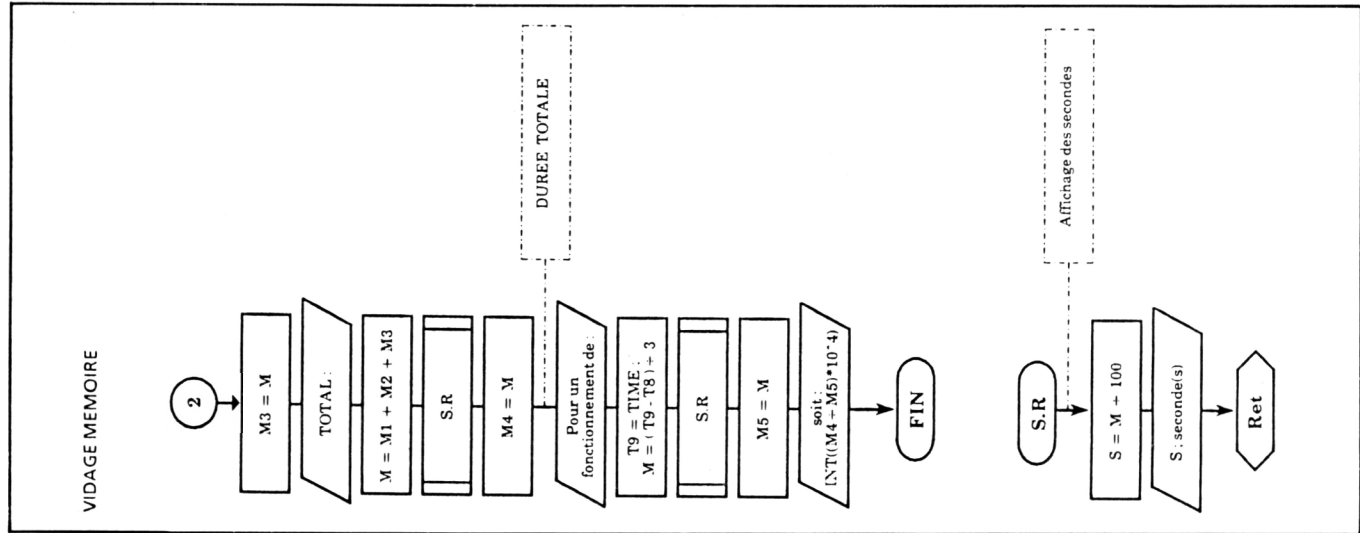 VIDAGE MEMOIRE
2
M3 = M
TOTAL :
M = M1 + M2 + M3
S.R
M4 = M
DUREE TOTALE
Pour un
fonctionnement de :
T9 = TIME :
M = (T9 - T8) ÷ 3
S.R
M5 = M
soit :
INT((M4 ÷ M5)*10^4)
FIN
S.R
Affichage des secondes
S = M ÷ 100
S ; seconde(s)
Ret